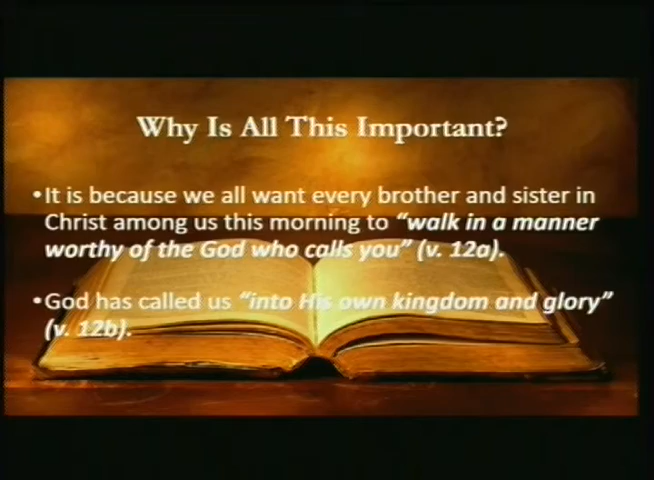 Why Is All This Important?
•It is because we all want every brother and sister in
Christ among us this morning to “walk in a manner
worthy of the God who calls you” (v. 12a).
•God has called us “into His own kingdom and glory”
(v. 12b).